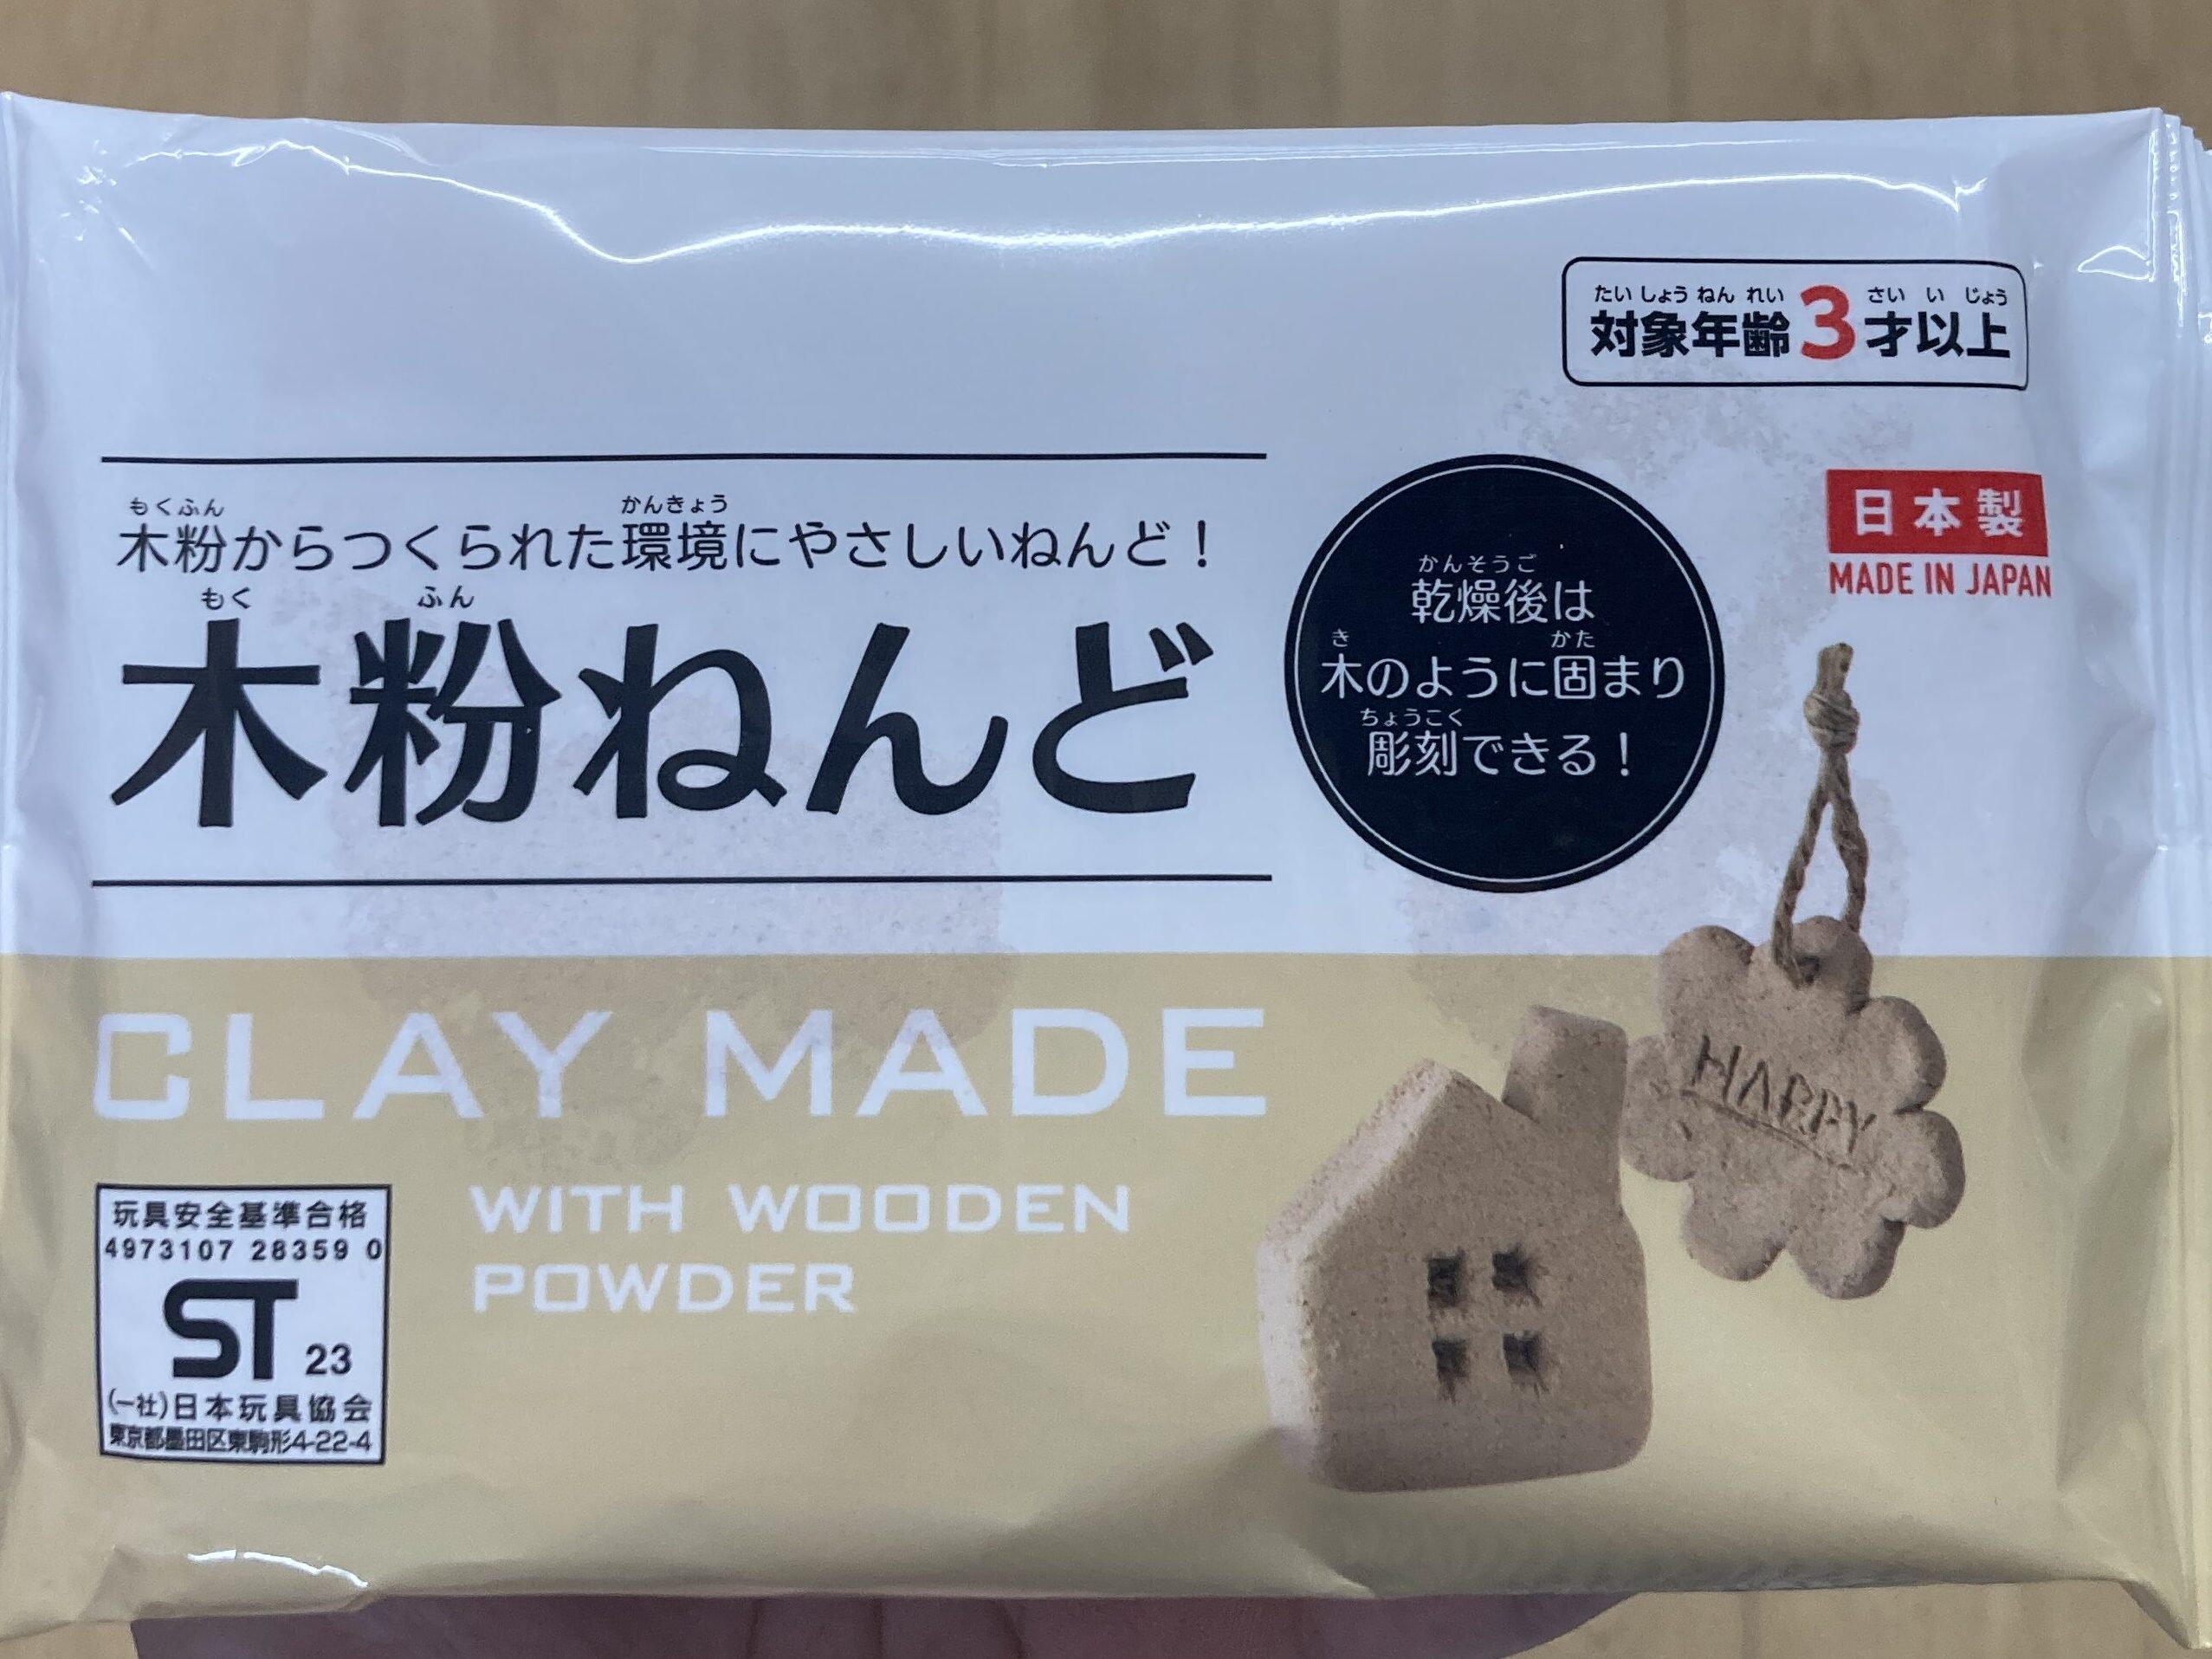 たいしょうねんれい さいいじょう
対象年齢3才以上
もくふん かんきょう
木粉からつくられた環境にやさしいねんど！
もく ふん
木粉ねんど
かんそうご
乾燥後は
き かた
木のように固まり
ちょうこく
彫刻できる！
日本製
MADE IN JAPAN
CLAY MADE
WITH WOODEN
POWDER
HAPPY
玩具安全基準合格
4973107 28359 0
ST 23
(一社)日本玩具協会
東京都墨田区東駒形4-22-4